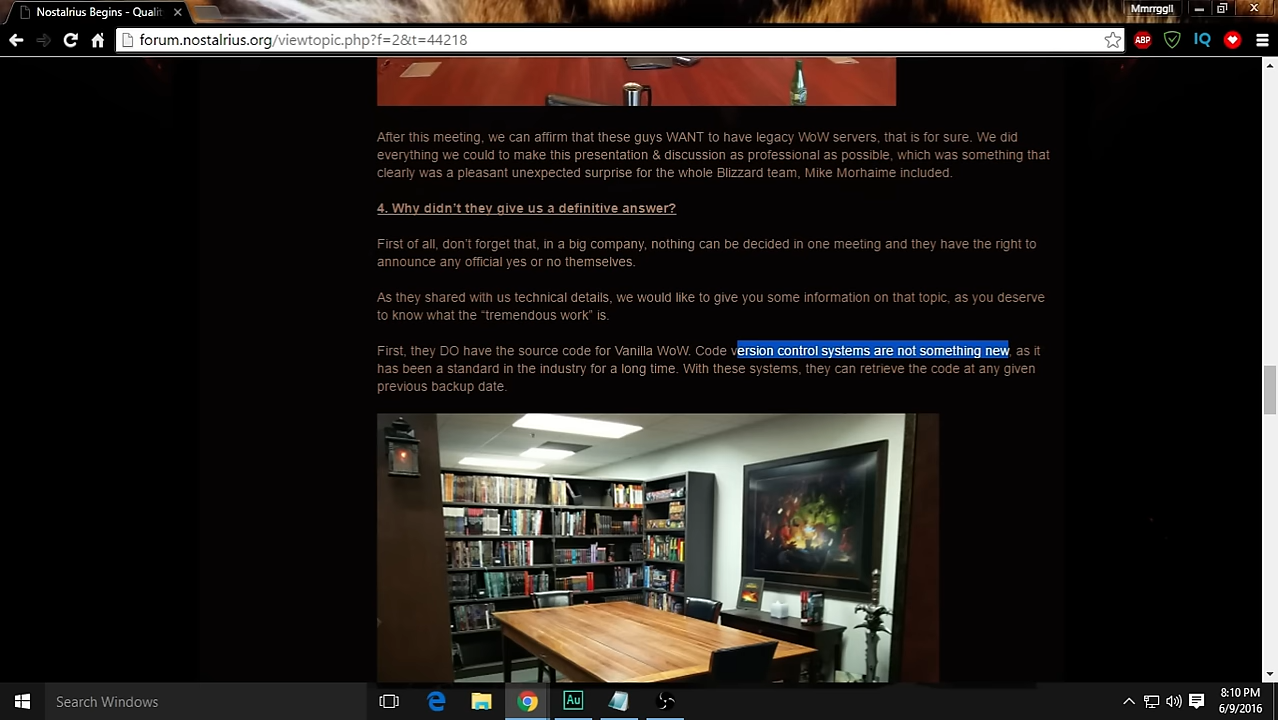 Nostalrius Begins - Qualit
Mmrrggll
forum.nostalrius.org/viewtopic.php?f=2&t=44218
ABP
IQ
After this meeting, we can affirm that these guys WANT to have legacy WoW servers, that is for sure. We did
everything we could to make this presentation & discussion as professional as possible, which was something that
clearly was a pleasant unexpected surprise for the whole Blizzard team, Mike Morhaime included.
4. Why didn't they give us a definitive answer?
First of all, don't forget that, in a big company, nothing can be decided in one meeting and they have the right to
announce any official yes or no themselves.
As they shared with us technical details, we would like to give you some information on that topic, as you deserve
to know what the “tremendous work” is.
First, they DO have the source code for Vanilla WoW. Code version control systems are not something new, as it
has been a standard in the industry for a long time. With these systems, they can retrieve the code at any given
previous backup date.
Search Windows
Au
8:10 PM
6/9/2016